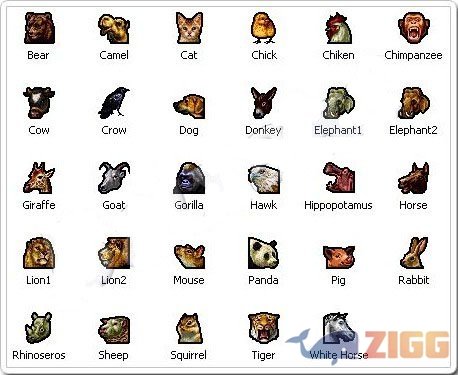 Bear Camel Cat Chick Chiken Chimpanzee
Cow Crow Dog Donkey Elephant1 Elephant2
Giraffe Goat Gorilla Hawk Hippopotamus Horse
Lion1 Lion2 Mouse Panda Pig Rabbit
Rhinoseros Sheep Squirrel Tiger White Horse
ZIGG